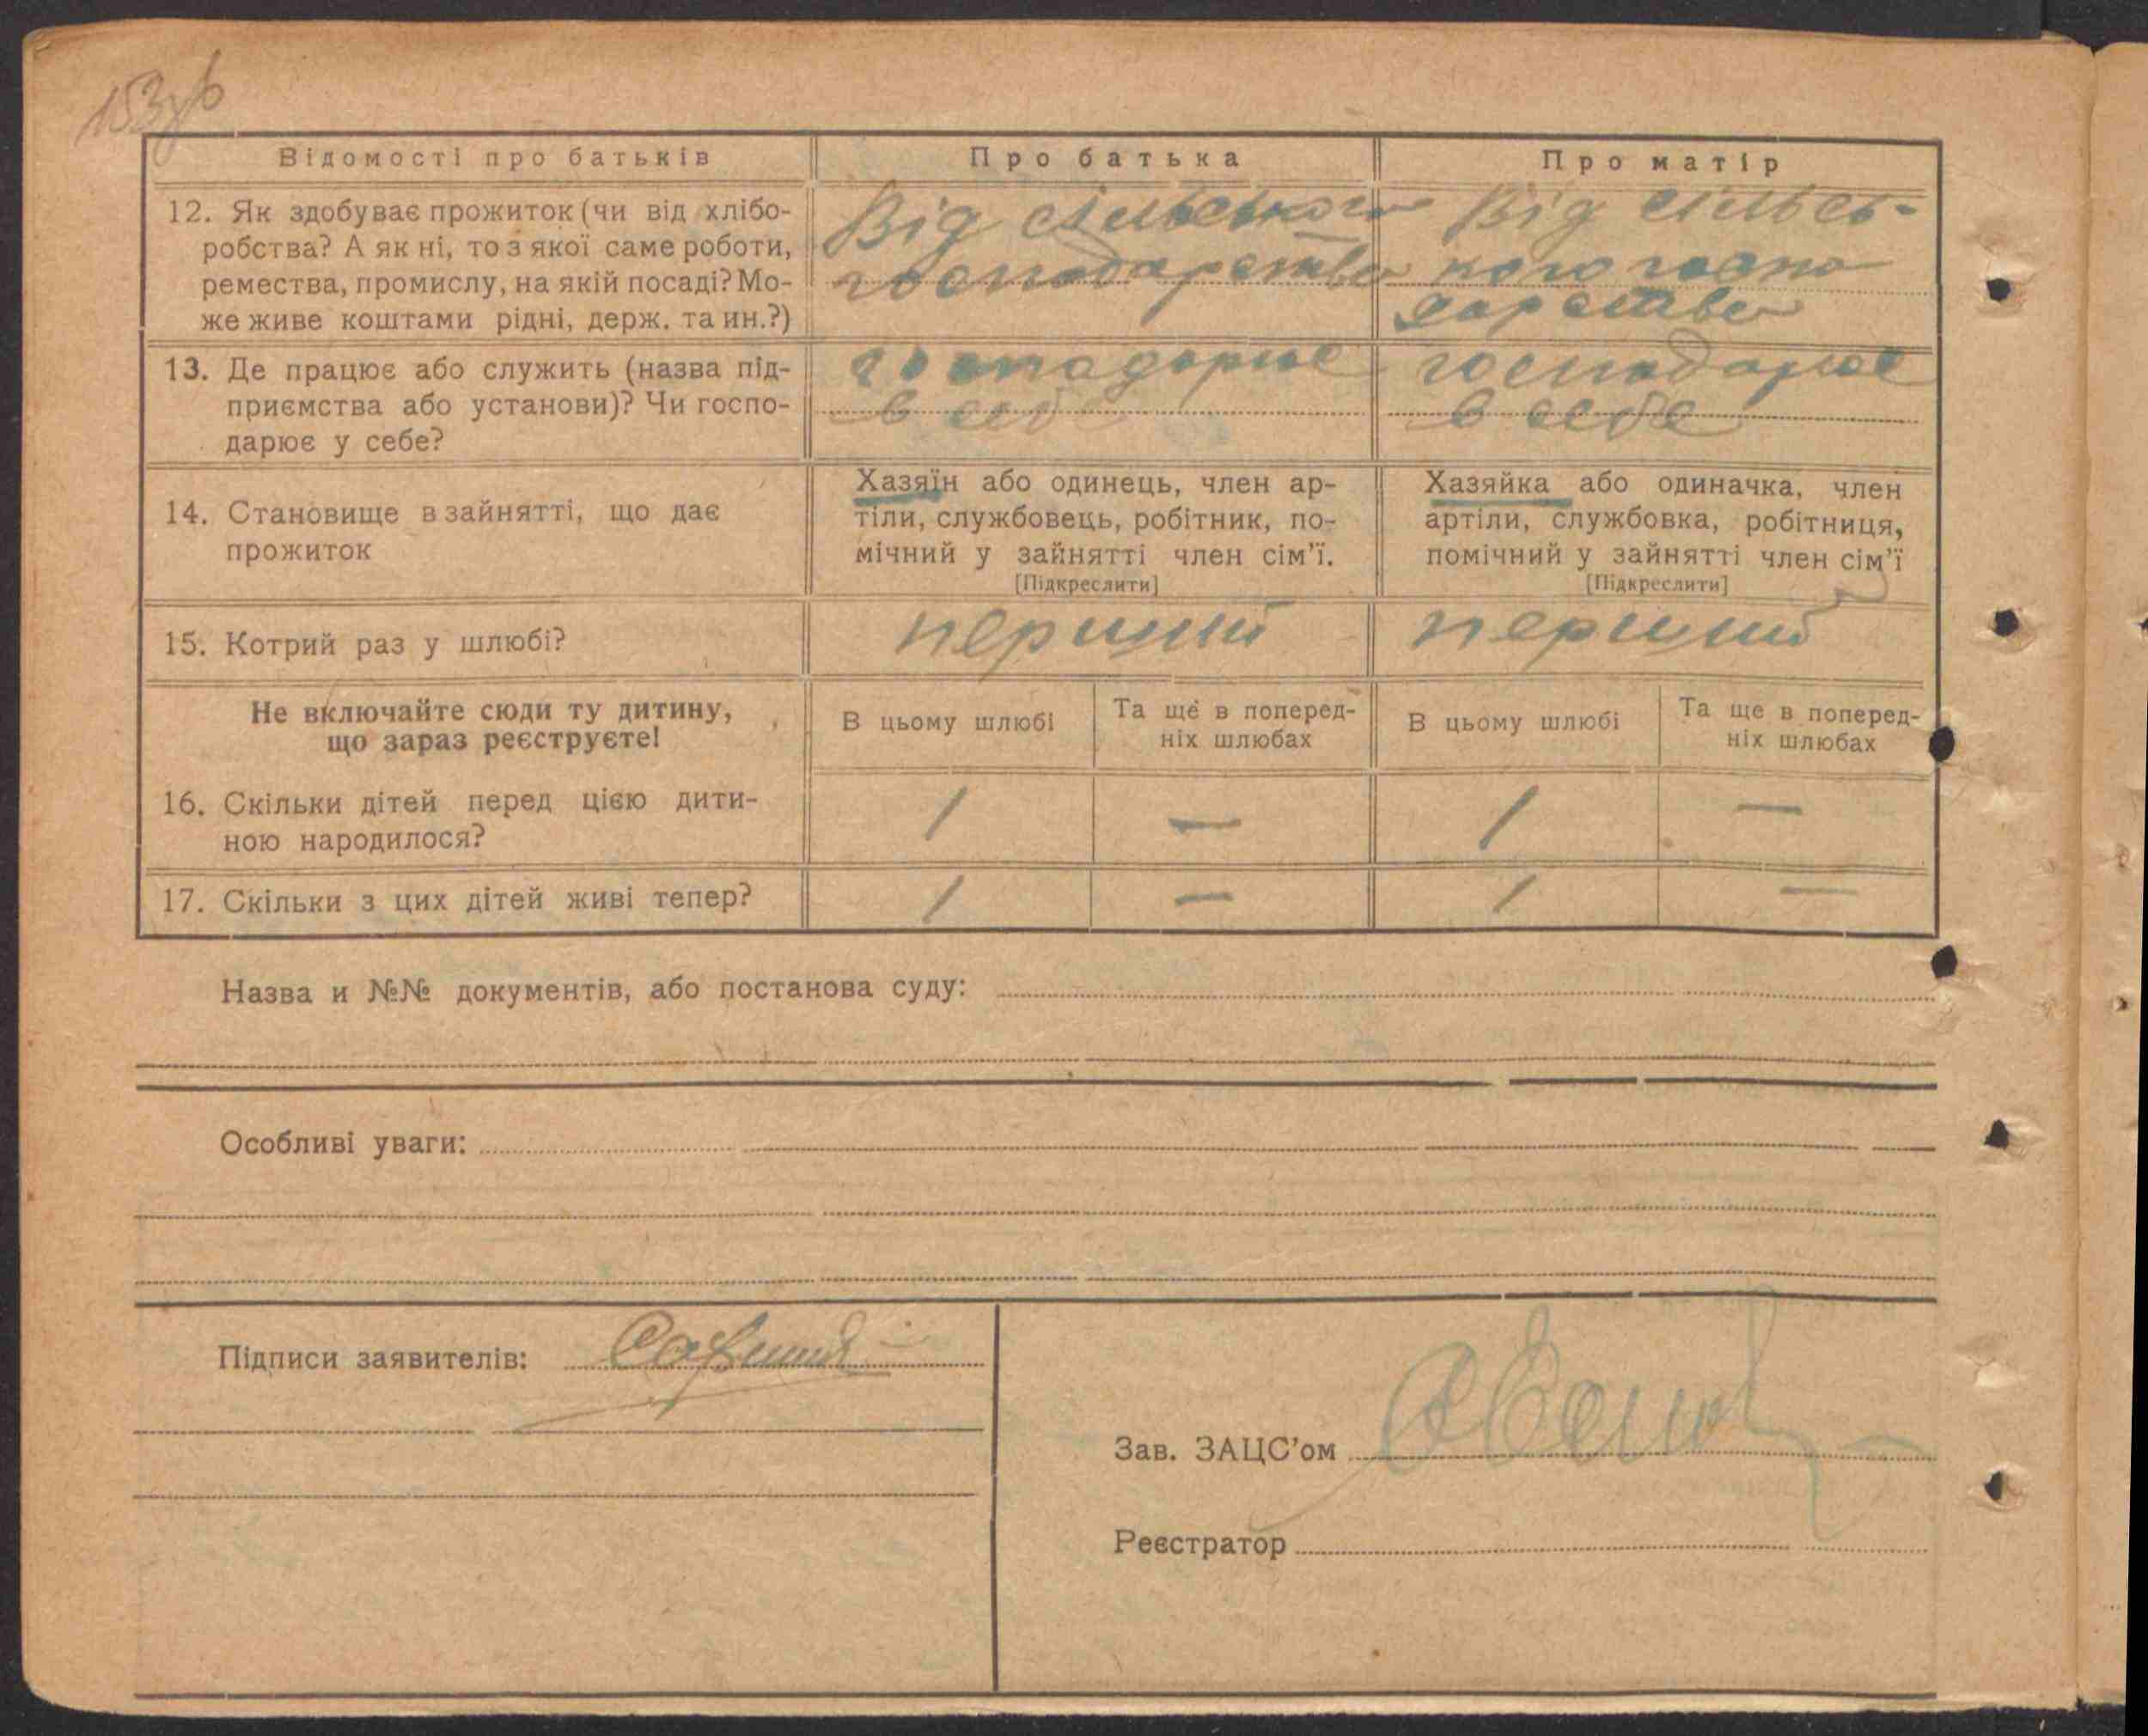 153зв
Відомості про батьків
Про батька
Про матір
12. Як здобуває прожиток (чи від хлібо-
робства? А як ні, то з якої саме роботи,
ремества, промислу, на якій посаді? Мо-
же живе коштами рідні, держ. та ин.?)
Від сільського
господарства
Від сільсь-
кого госпо
дарства
13. Де працює або служить (назва під-
приємства або установи)? Чи госпо-
дарює у себе?
господарює
в себе
господарює
в себе
14. Становище в зайнятті, що дає
прожиток
Хазяїн або одинець, член ар-
тіли, службовець, робітник, по-
мічний у зайнятті член сім'ї.
[Підкреслити]
Хазяйка або одиначка, член
артіли, службовка, робітниця,
помічний у зайнятті член сім'ї
[Підкреслити]
15. Котрий раз у шлюбі?
перший
перший
Не включайте сюди ту дитину,
що зараз реєструєте!
В цьому шлюбі
Та ще в поперед-
ніх шлюбах
В цьому шлюбі
Та ще в поперед-
ніх шлюбах
16. Скільки дітей перед цією дити-
ною народилося?
1 — 1 —
17. Скільки з цих дітей живі тепер?
1 — 1 —
Назва и №№ документів, або постанова суду:
Особливі уваги:
Підписи заявителів:
Зав. ЗАЦС'ом
Реєстратор